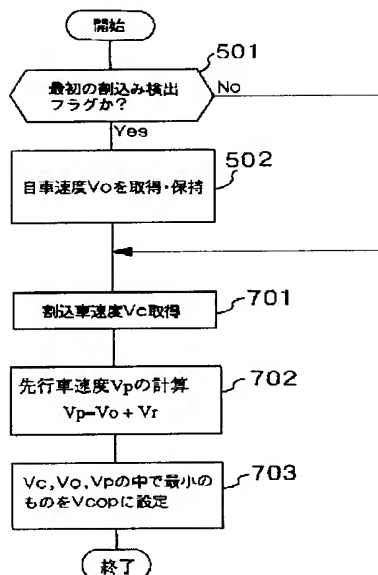 開始
501
最初の割込み検出
フラグか？
No
Yes
502
自車速度Voを取得・保持
701
割込車速度Vc取得
702
先行車速度Vpの計算
Vp=Vo + Vr
703
Vc,Vo,Vpの中で最小の
ものをVcopに設定
終了